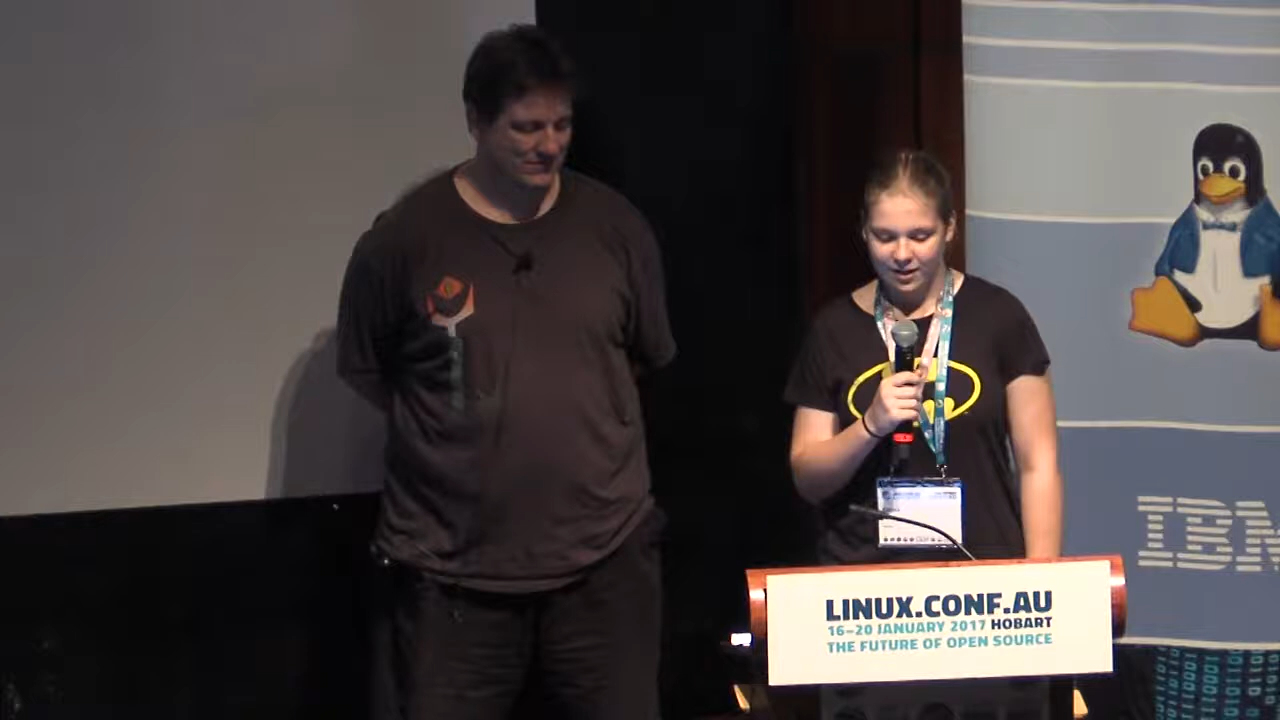 IBM
LINUX.CONF.AU
16–20 JANUARY 2017 HOBART
THE FUTURE OF OPEN SOURCE